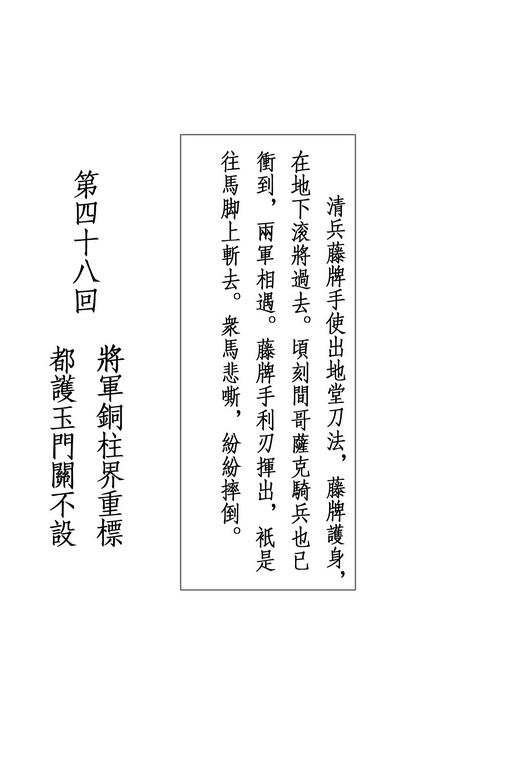 清兵藤牌手使出地堂刀法，藤牌護身，
在地下滚將過去。頃刻間哥薩克騎兵也已
衝到，兩軍相遇。藤牌手利刃揮出，衹是
往馬脚上斬去。衆馬悲嘶，紛紛摔倒。
第四十八回
將軍銅柱界重標
都護玉門關不設